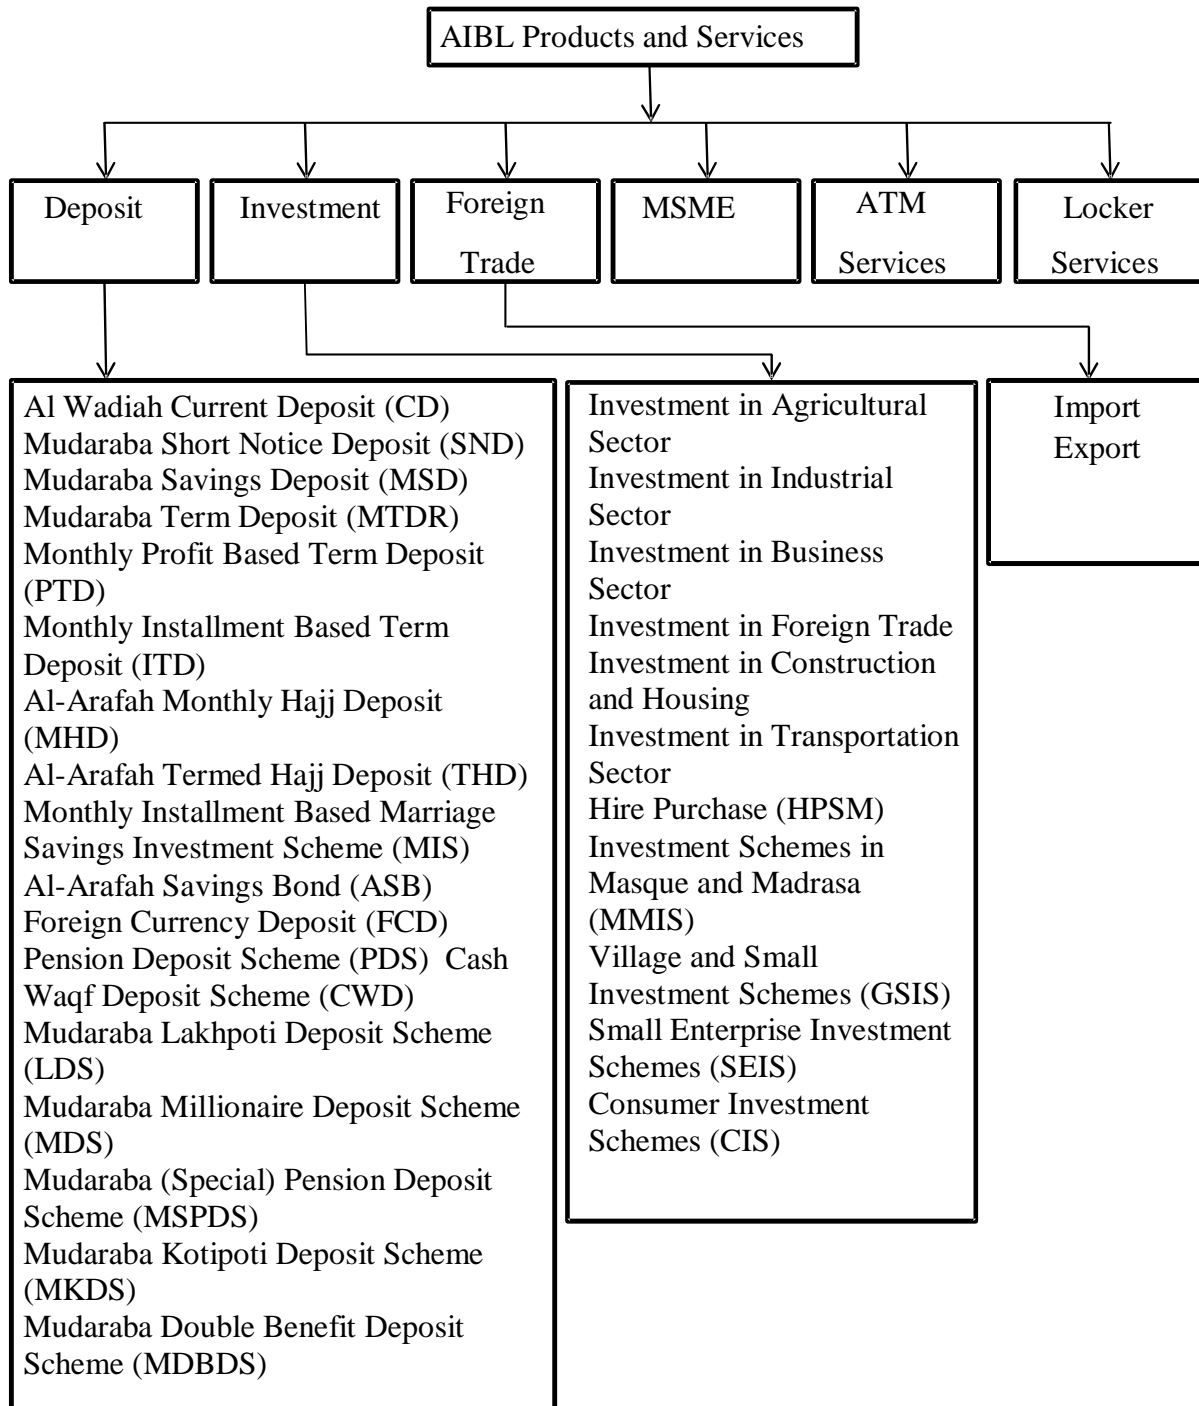 AIBL Products and Services
Deposit
Investment
Foreign
Trade
MSME
ATM
Services
Locker
Services
Al Wadiah Current Deposit (CD)
Mudaraba Short Notice Deposit (SND)
Mudaraba Savings Deposit (MSD)
Mudaraba Term Deposit (MTDR)
Monthly Profit Based Term Deposit
(PTD)
Monthly Installment Based Term
Deposit (ITD)
Al-Arafah Monthly Hajj Deposit
(MHD)
Al-Arafah Termed Hajj Deposit (THD)
Monthly Installment Based Marriage
Savings Investment Scheme (MIS)
Al-Arafah Savings Bond (ASB)
Foreign Currency Deposit (FCD)
Pension Deposit Scheme (PDS) Cash
Waqf Deposit Scheme (CWD)
Mudaraba Lakhpoti Deposit Scheme
(LDS)
Mudaraba Millionaire Deposit Scheme
(MDS)
Mudaraba (Special) Pension Deposit
Scheme (MSPDS)
Mudaraba Kotipoti Deposit Scheme
(MKDS)
Mudaraba Double Benefit Deposit
Scheme (MDBDS)
Investment in Agricultural
Sector
Investment in Industrial
Sector
Investment in Business
Sector
Investment in Foreign Trade
Investment in Construction
and Housing
Investment in Transportation
Sector
Hire Purchase (HPSM)
Investment Schemes in
Masque and Madrasa
(MMIS)
Village and Small
Investment Schemes (GSIS)
Small Enterprise Investment
Schemes (SEIS)
Consumer Investment
Schemes (CIS)
Import
Export